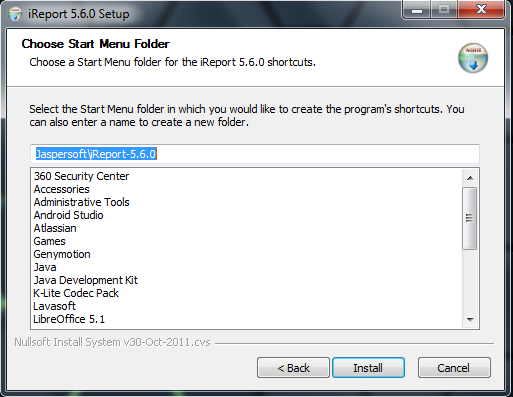 iReport 5.6.0 Setup
Choose Start Menu Folder
Choose a Start Menu folder for the iReport 5.6.0 shortcuts.
Select the Start Menu folder in which you would like to create the program's shortcuts. You
can also enter a name to create a new folder.
Jaspersoft\iReport-5.6.0
360 Security Center
Accessories
Administrative Tools
Android Studio
Atlassian
Games
Genymotion
Java
Java Development Kit
K-Lite Codec Pack
Lavasoft
LibreOffice 5.1
Nullsoft Install System v30-Oct-2011.cvs
< Back
Install
Cancel